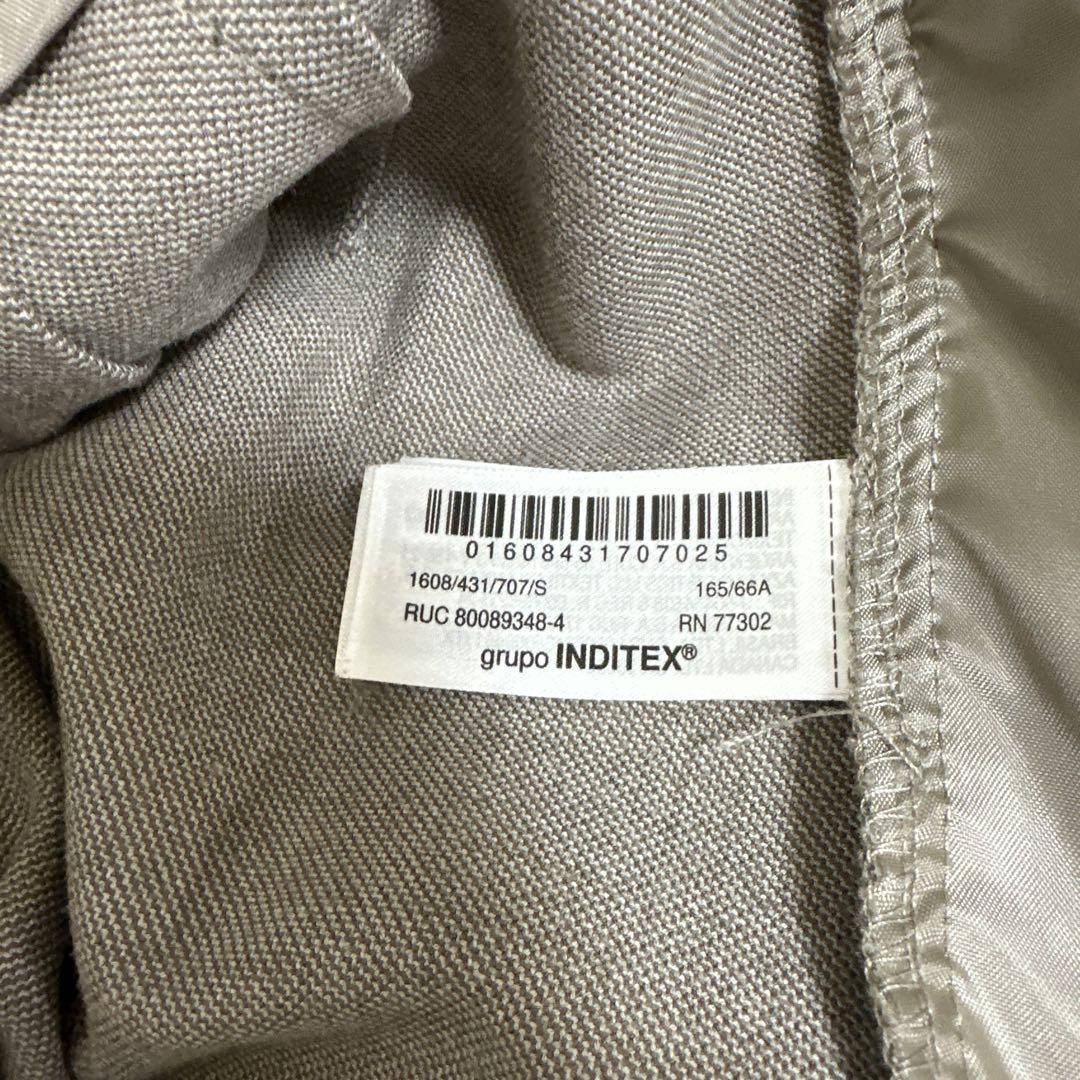 01608431707025
1608/431/707/S 165/66A
RUC 80089348-4 RN 77302
grupo INDITEX®